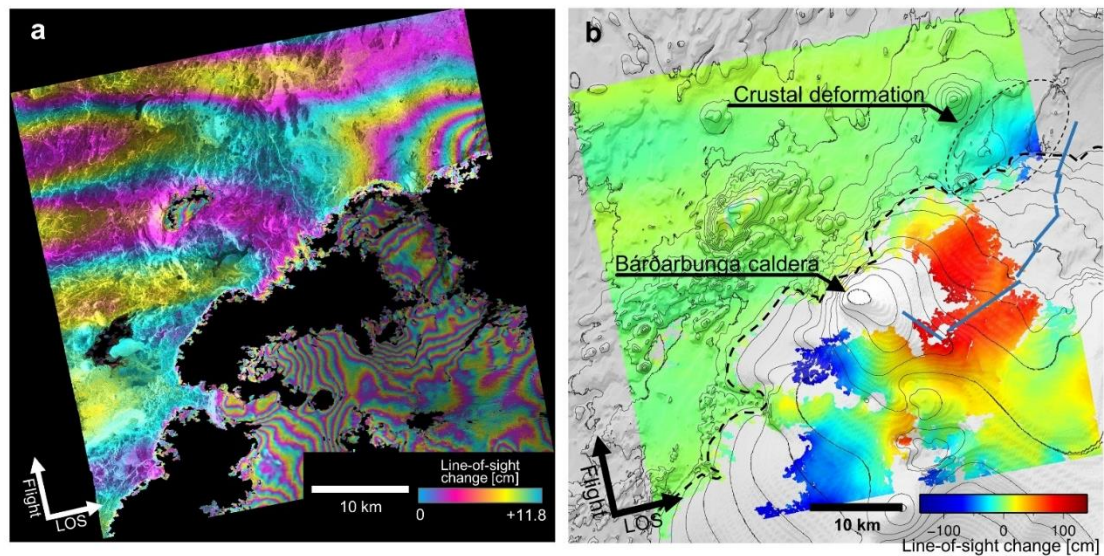 a
Flight
LOS
10 km
Line-of-sight
change [cm]
0
+11.8
b
Crustal deformation
Bárðarbunga caldera
Flight
LOS
10 km
−100
0
100
Line-of-sight change [cm]